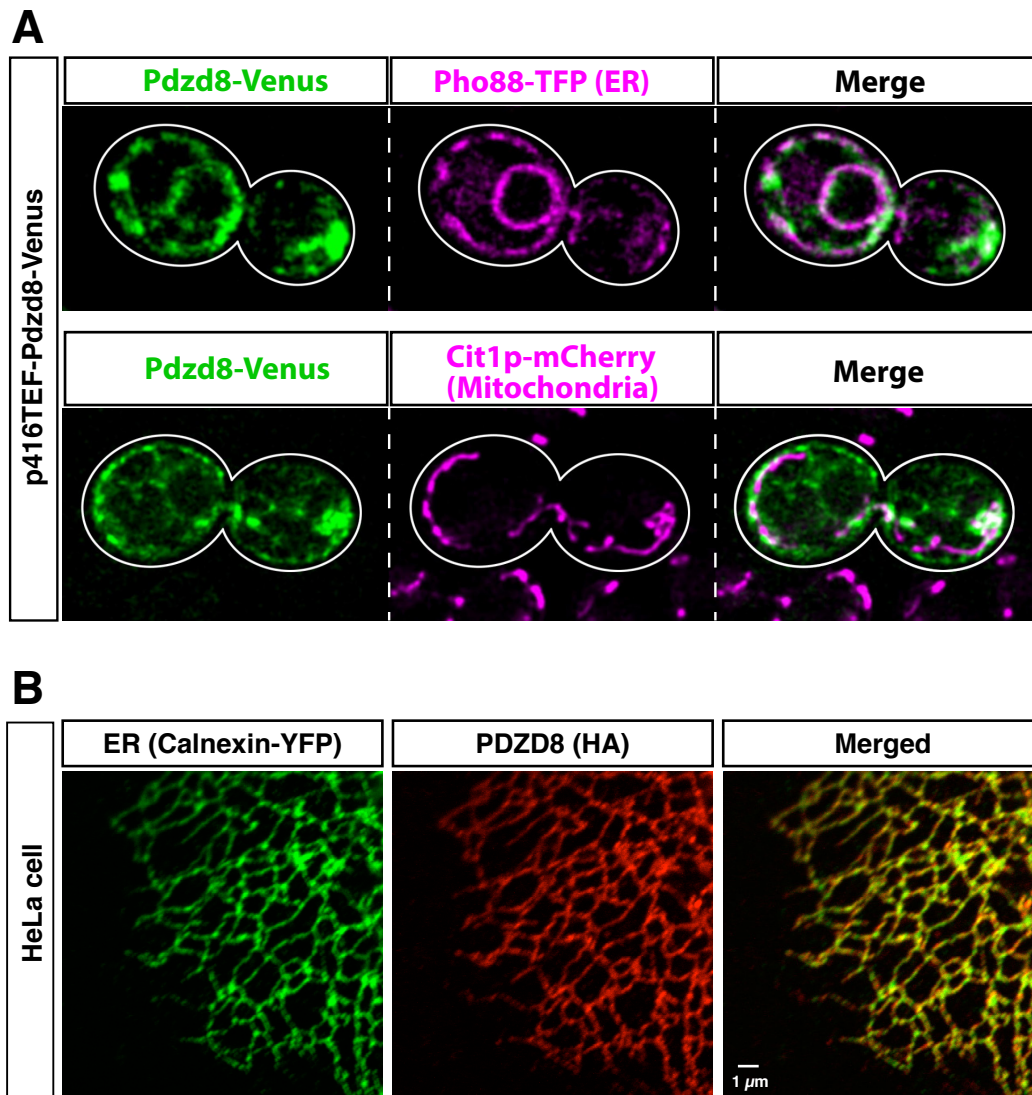 A
p416TEF-Pdzd8-Venus
Pdzd8-Venus
Pho88-TFP (ER)
Merge
Pdzd8-Venus
Cit1p-mCherry
(Mitochondria)
Merge
B
HeLa cell
ER (Calnexin-YFP)
PDZD8 (HA)
Merged
1 µm